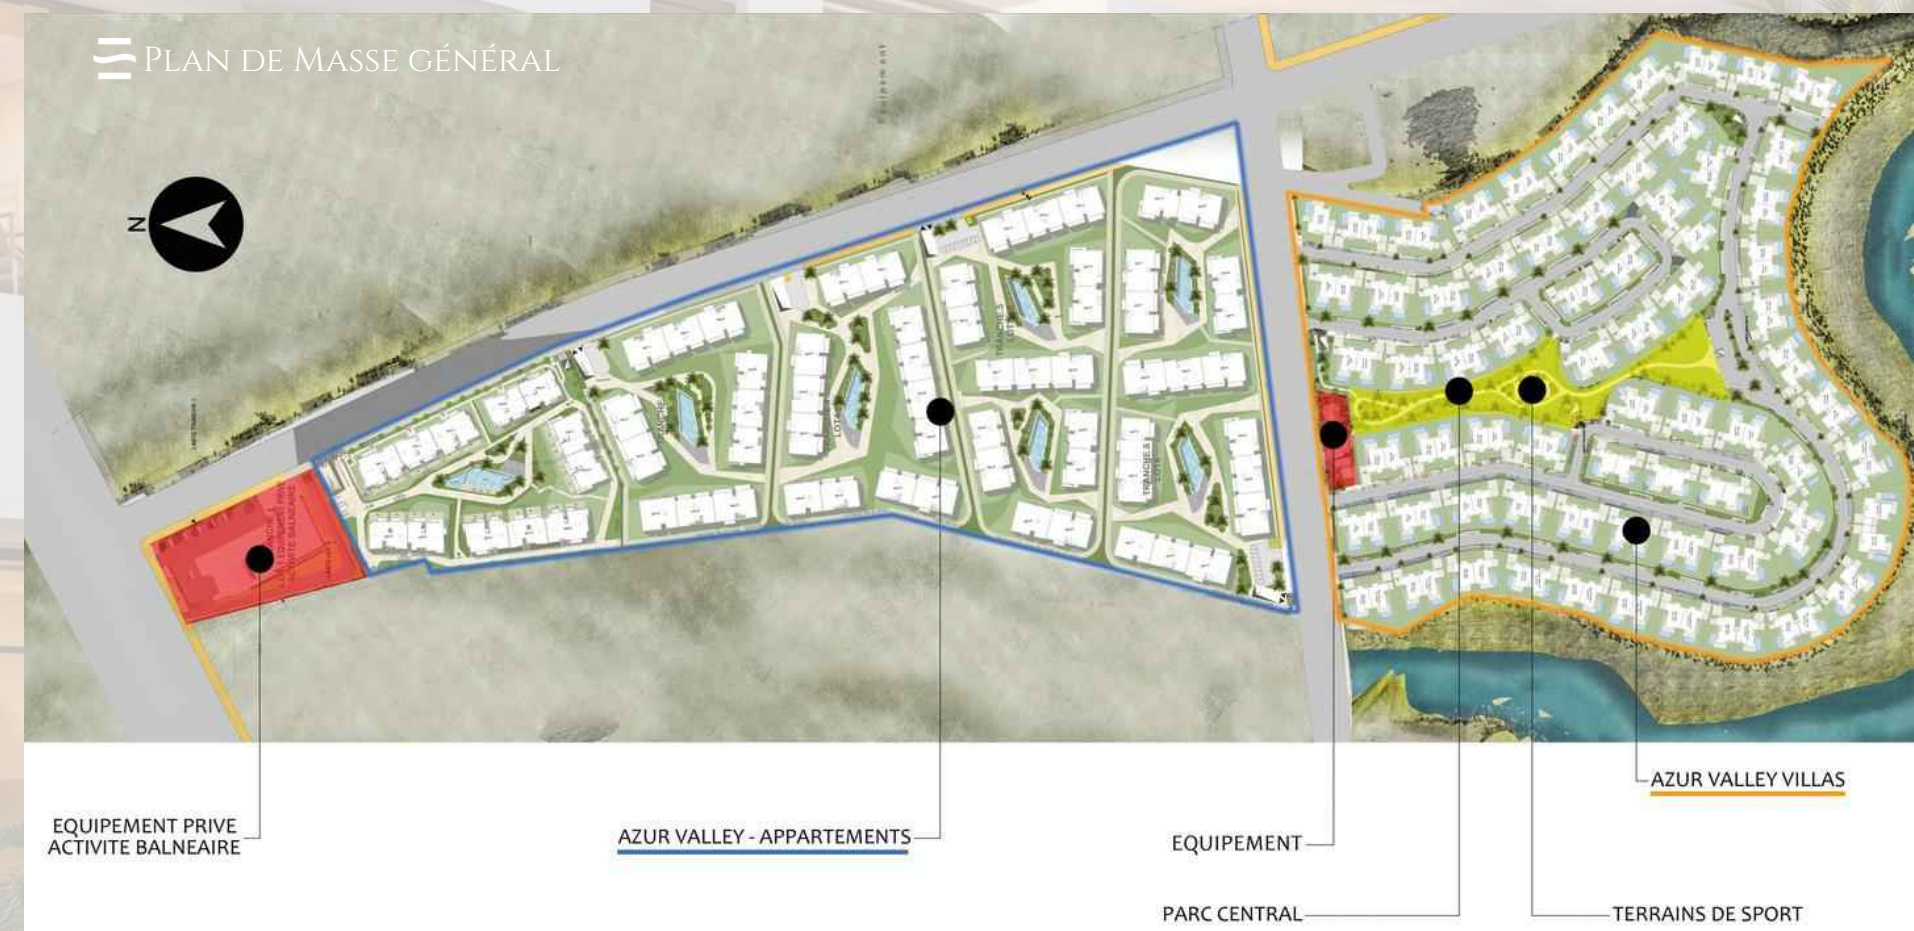 PLAN DE MASSE GÉNÉRAL
N
EQUIPEMENT PRIVE
ACTIVITE BALNEAIRE
AZUR VALLEY - APPARTEMENTS
EQUIPEMENT
PARC CENTRAL
TERRAINS DE SPORT
AZUR VALLEY VILLAS